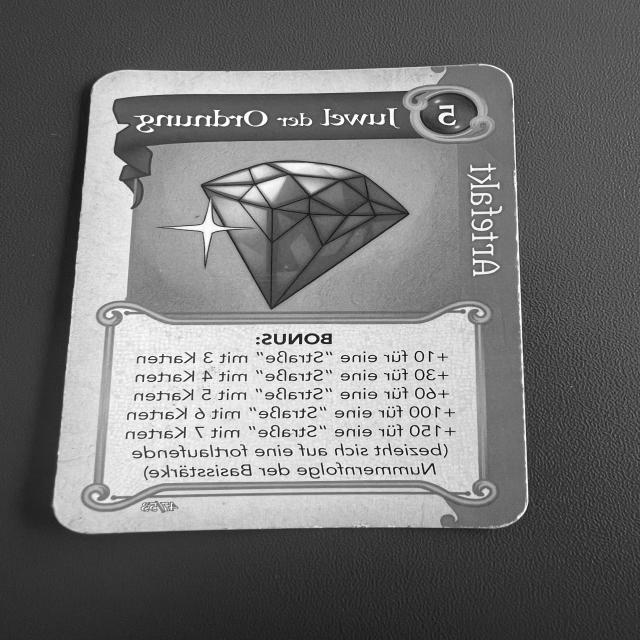 5
Juwel der Ordnung
Artefakt
BONUS:
+10 für eine "Straße" mit 3 Karten
+30 für eine "Straße" mit 4 Karten
+60 für eine "Straße" mit 5 Karten
+100 für eine "Straße" mit 6 Karten
+150 für eine "Straße" mit 7 Karten
(bezieht sich auf eine fortlaufende
Nummernfolge der Basisstärke)
47/53